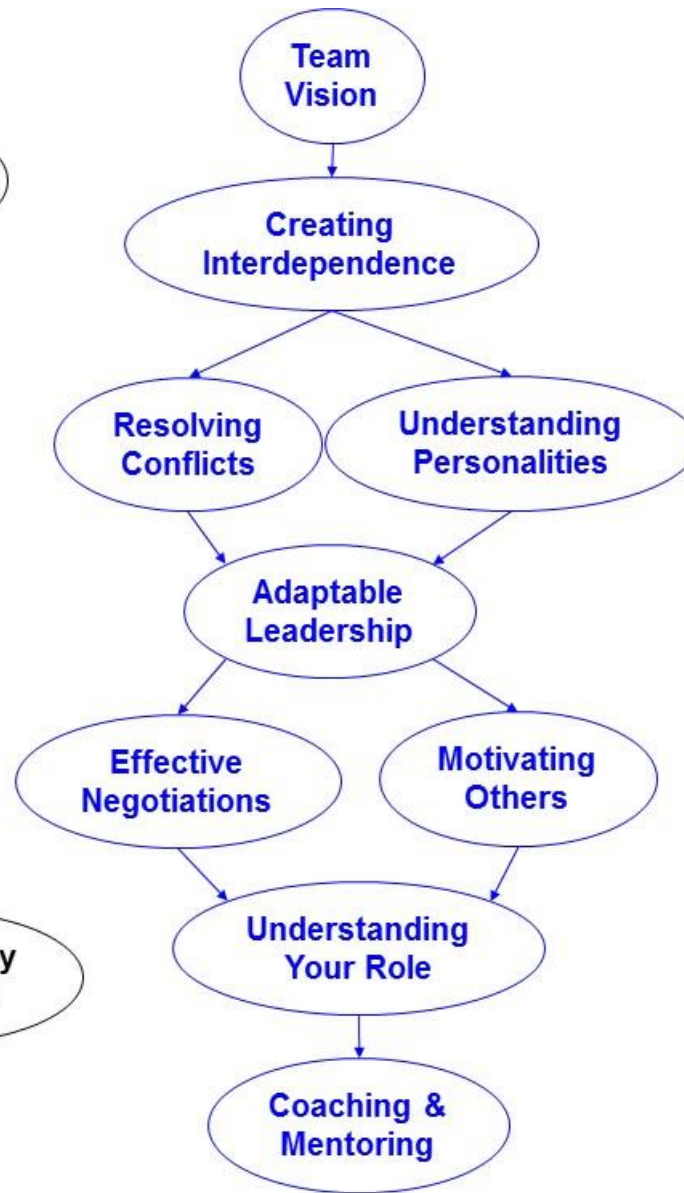 Team
Vision
Creating
Interdependence
Resolving
Conflicts
Understanding
Personalities
Adaptable
Leadership
Effective
Negotiations
Motivating
Others
Understanding
Your Role
Coaching &
Mentoring